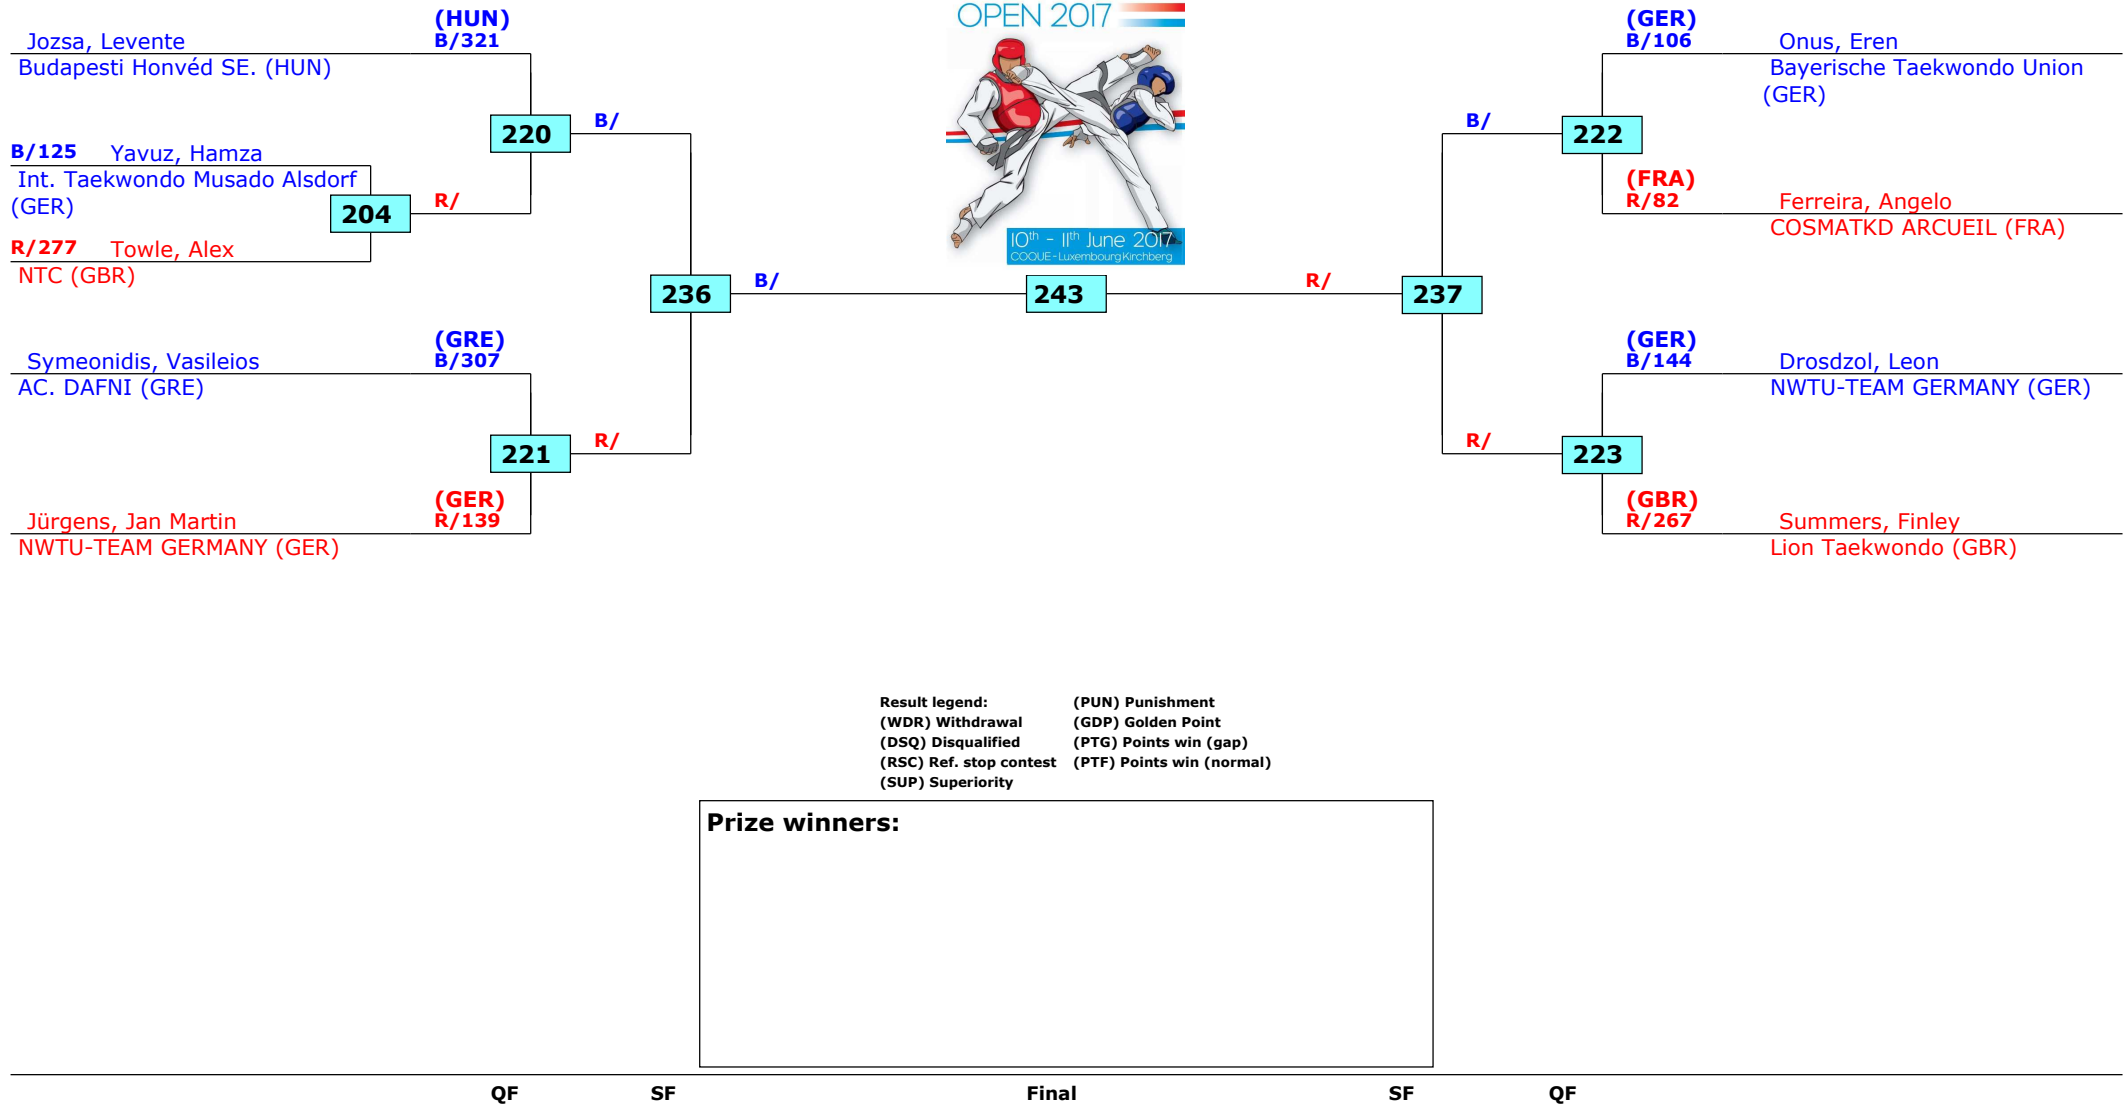 OPEN 2017
10th - 11th June 2017
COQUE - Luxembourg Kirchberg
(HUN)
Jozsa, Levente B/321
Budapesti Honvéd SE. (HUN)
220
B/
B/125 Yavuz, Hamza
Int. Taekwondo Musado Alsdorf
(GER)
204
R/
R/277 Towle, Alex
NTC (GBR)
236
B/
(GRE)
Symeonidis, Vasileios B/307
AC. DAFNI (GRE)
221
R/
(GER)
Jürgens, Jan Martin R/139
NWTU-TEAM GERMANY (GER)
243
(GER)
B/106 Onus, Eren
Bayerische Taekwondo Union
(GER)
B/
222
(FRA)
R/82 Ferreira, Angelo
COSMATKD ARCUEIL (FRA)
R/
237
(GER)
B/144 Drosdzol, Leon
NWTU-TEAM GERMANY (GER)
R/
223
(GBR)
R/267 Summers, Finley
Lion Taekwondo (GBR)
Result legend: (PUN) Punishment
(WDR) Withdrawal (GDP) Golden Point
(DSQ) Disqualified (PTG) Points win (gap)
(RSC) Ref. stop contest (PTF) Points win (normal)
(SUP) Superiority
Prize winners:
QF SF Final SF QF